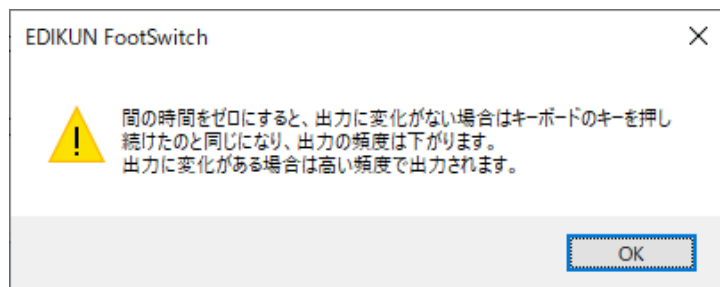 EDIKUN FootSwitch
間の時間をゼロにすると、出力に変化がない場合はキーボードのキーを押し
続けたのと同じになり、出力の頻度は下がります。
出力に変化がある場合は高い頻度で出力されます。
OK